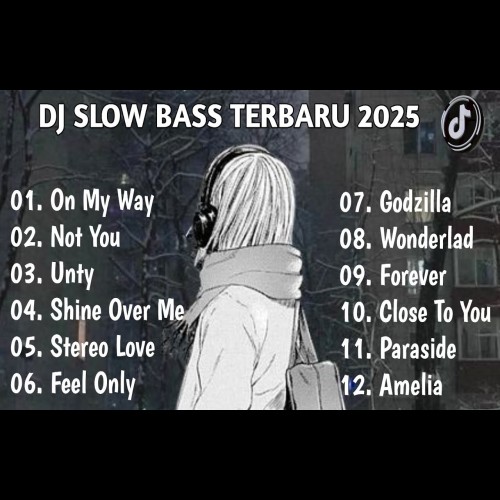 DJ SLOW BASS TERBARU 2025
01. On My Way
02. Not You
03. Unty
04. Shine Over Me
05. Stereo Love
06. Feel Only
07. Godzilla
08. Wonderlad
09. Forever
10. Close To You
11. Paraside
12. Amelia